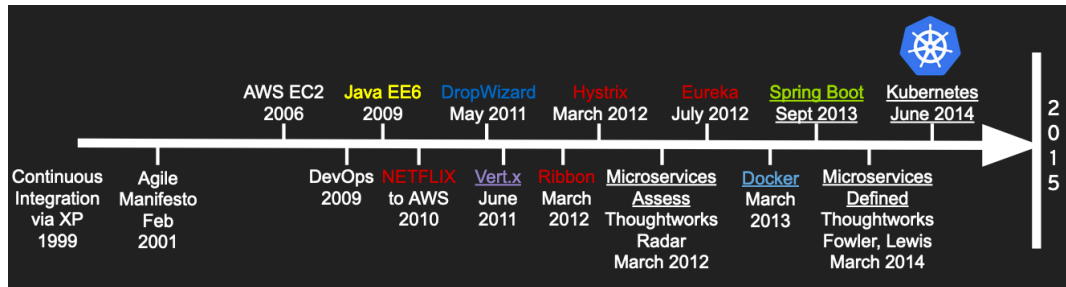 AWS EC2
2006
Java EE6
2009
DropWizard
May 2011
Hystrix
March 2012
Eureka
July 2012
Spring Boot
Sept 2013
Kubernetes
June 2014
Continuous
Integration
via XP
1999
Agile
Manifesto
Feb
2001
DevOps
2009
NETFLIX
to AWS
2010
Vert.x
June
2011
Ribbon
March
2012
Microservices
Assess
Thoughtworks
Radar
March 2012
Docker
March
2013
Microservices
Defined
Thoughtworks
Fowler, Lewis
March 2014
2
0
1
5